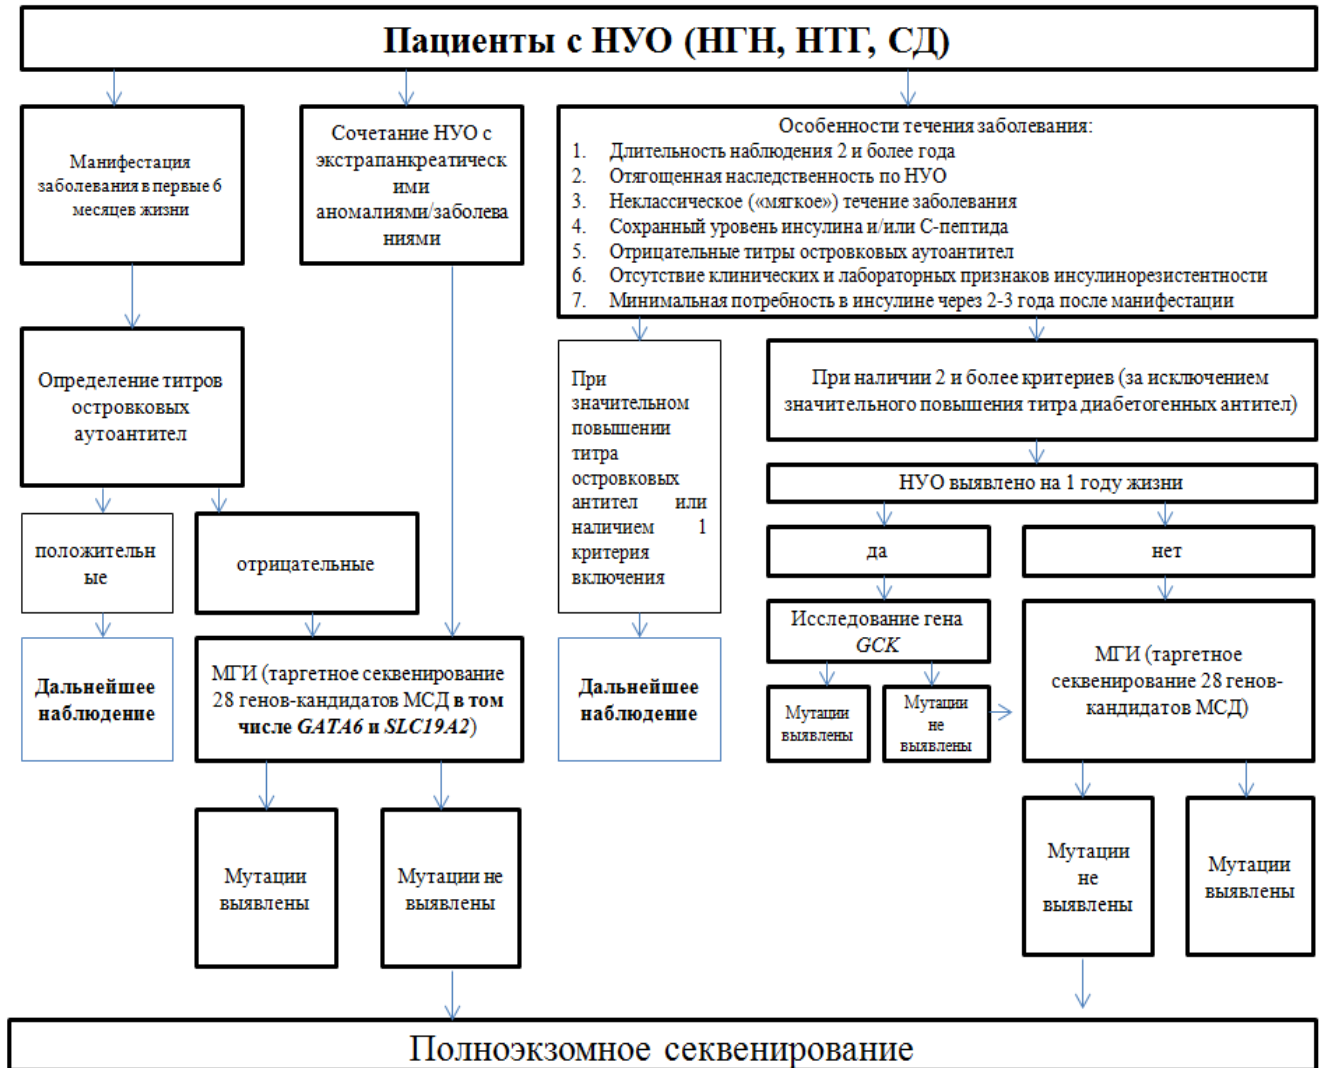 Пациенты с НУО (НГН, НТГ, СД)
Манифестация
заболевания в первые 6
месяцев жизни
Сочетание НУО с
экстрапанкреатическ
ими
аномалиями/заболева
ниями
Особенности течения заболевания:
1. Длительность наблюдения 2 и более года
2. Отягощенная наследственность по НУО
3. Неклассическое («мягкое») течение заболевания
4. Сохранный уровень инсулина и/или С-пептида
5. Отрицательные титры островковых аутоантител
6. Отсутствие клинических и лабораторных признаков инсулинорезистентности
7. Минимальная потребность в инсулине через 2-3 года после манифестации
Определение титров
островковых
аутоантител
положительн
ые
отрицательные
Дальнейшее
наблюдение
МГИ (таргетное секвенирование
28 генов-кандидатов МСД в том
числе GATA6 и SLC19A2)
Мутации
выявлены
Мутации не
выявлены
При
значительном
повышении
титра
островковых
антител или
наличием 1
критерия
включения
Дальнейшее
наблюдение
При наличии 2 и более критериев (за исключением
значительного повышения титра диабетогенных антител)
НУО выявлено на 1 году жизни
да
нет
Исследование гена
GCK
Мутации
выявлены
Мутации
не
выявлены
МГИ (таргетное
секвенирование 28 генов-
кандидатов МСД)
Мутации
не
выявлены
Мутации
выявлены
Полноэкзомное секвенирование